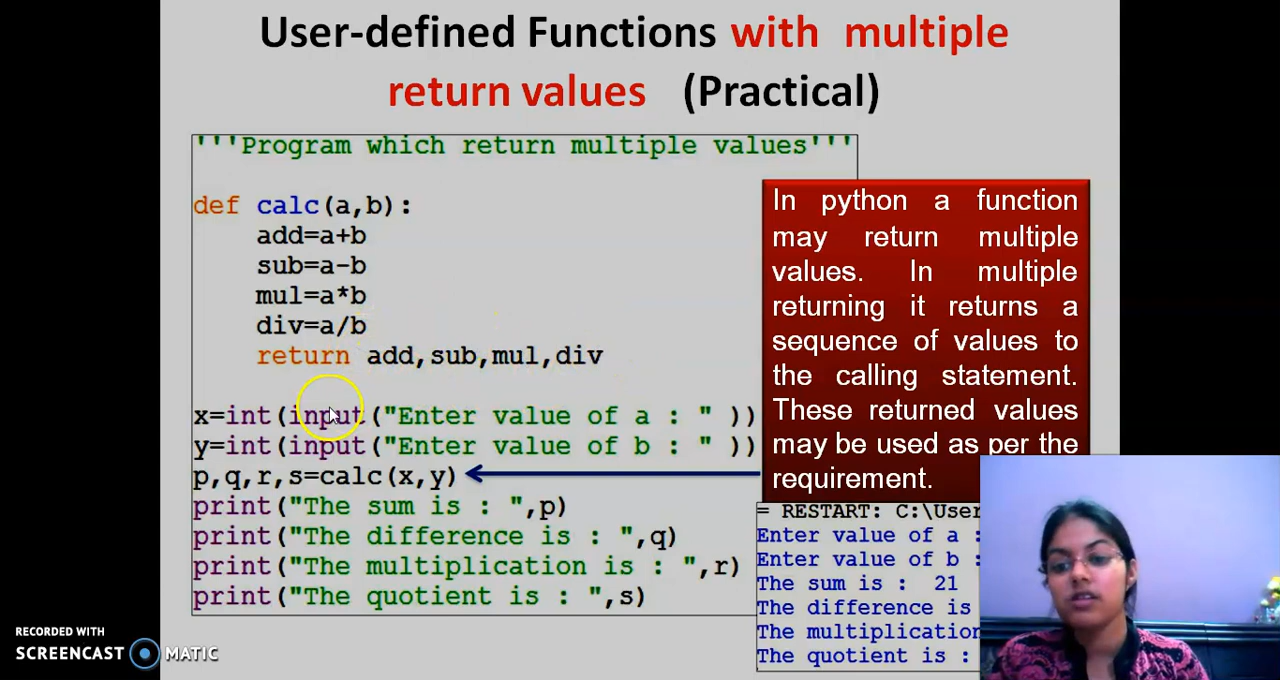 User-defined Functions with multiple
return values (Practical)
'''Program which return multiple values'''
def calc(a,b):
add=a+b
sub=a-b
mul=a*b
div=a/b
return add,sub,mul,div
x=int(input("Enter value of a : " ))
y=int(input("Enter value of b : " ))
p,q,r,s=calc(x,y)
print("The sum is : ",p)
print("The difference is : ",q)
print("The multiplication is : ",r)
print("The quotient is : ",s)
In python a function
may return multiple
values. In multiple
returning it returns a
sequence of values to
the calling statement.
These returned values
may be used as per the
requirement.
= RESTART: C:\User
Enter value of a :
Enter value of b :
The sum is : 21
The difference is
The multiplication
The quotient is :
RECORDED WITH
SCREENCAST MATIC